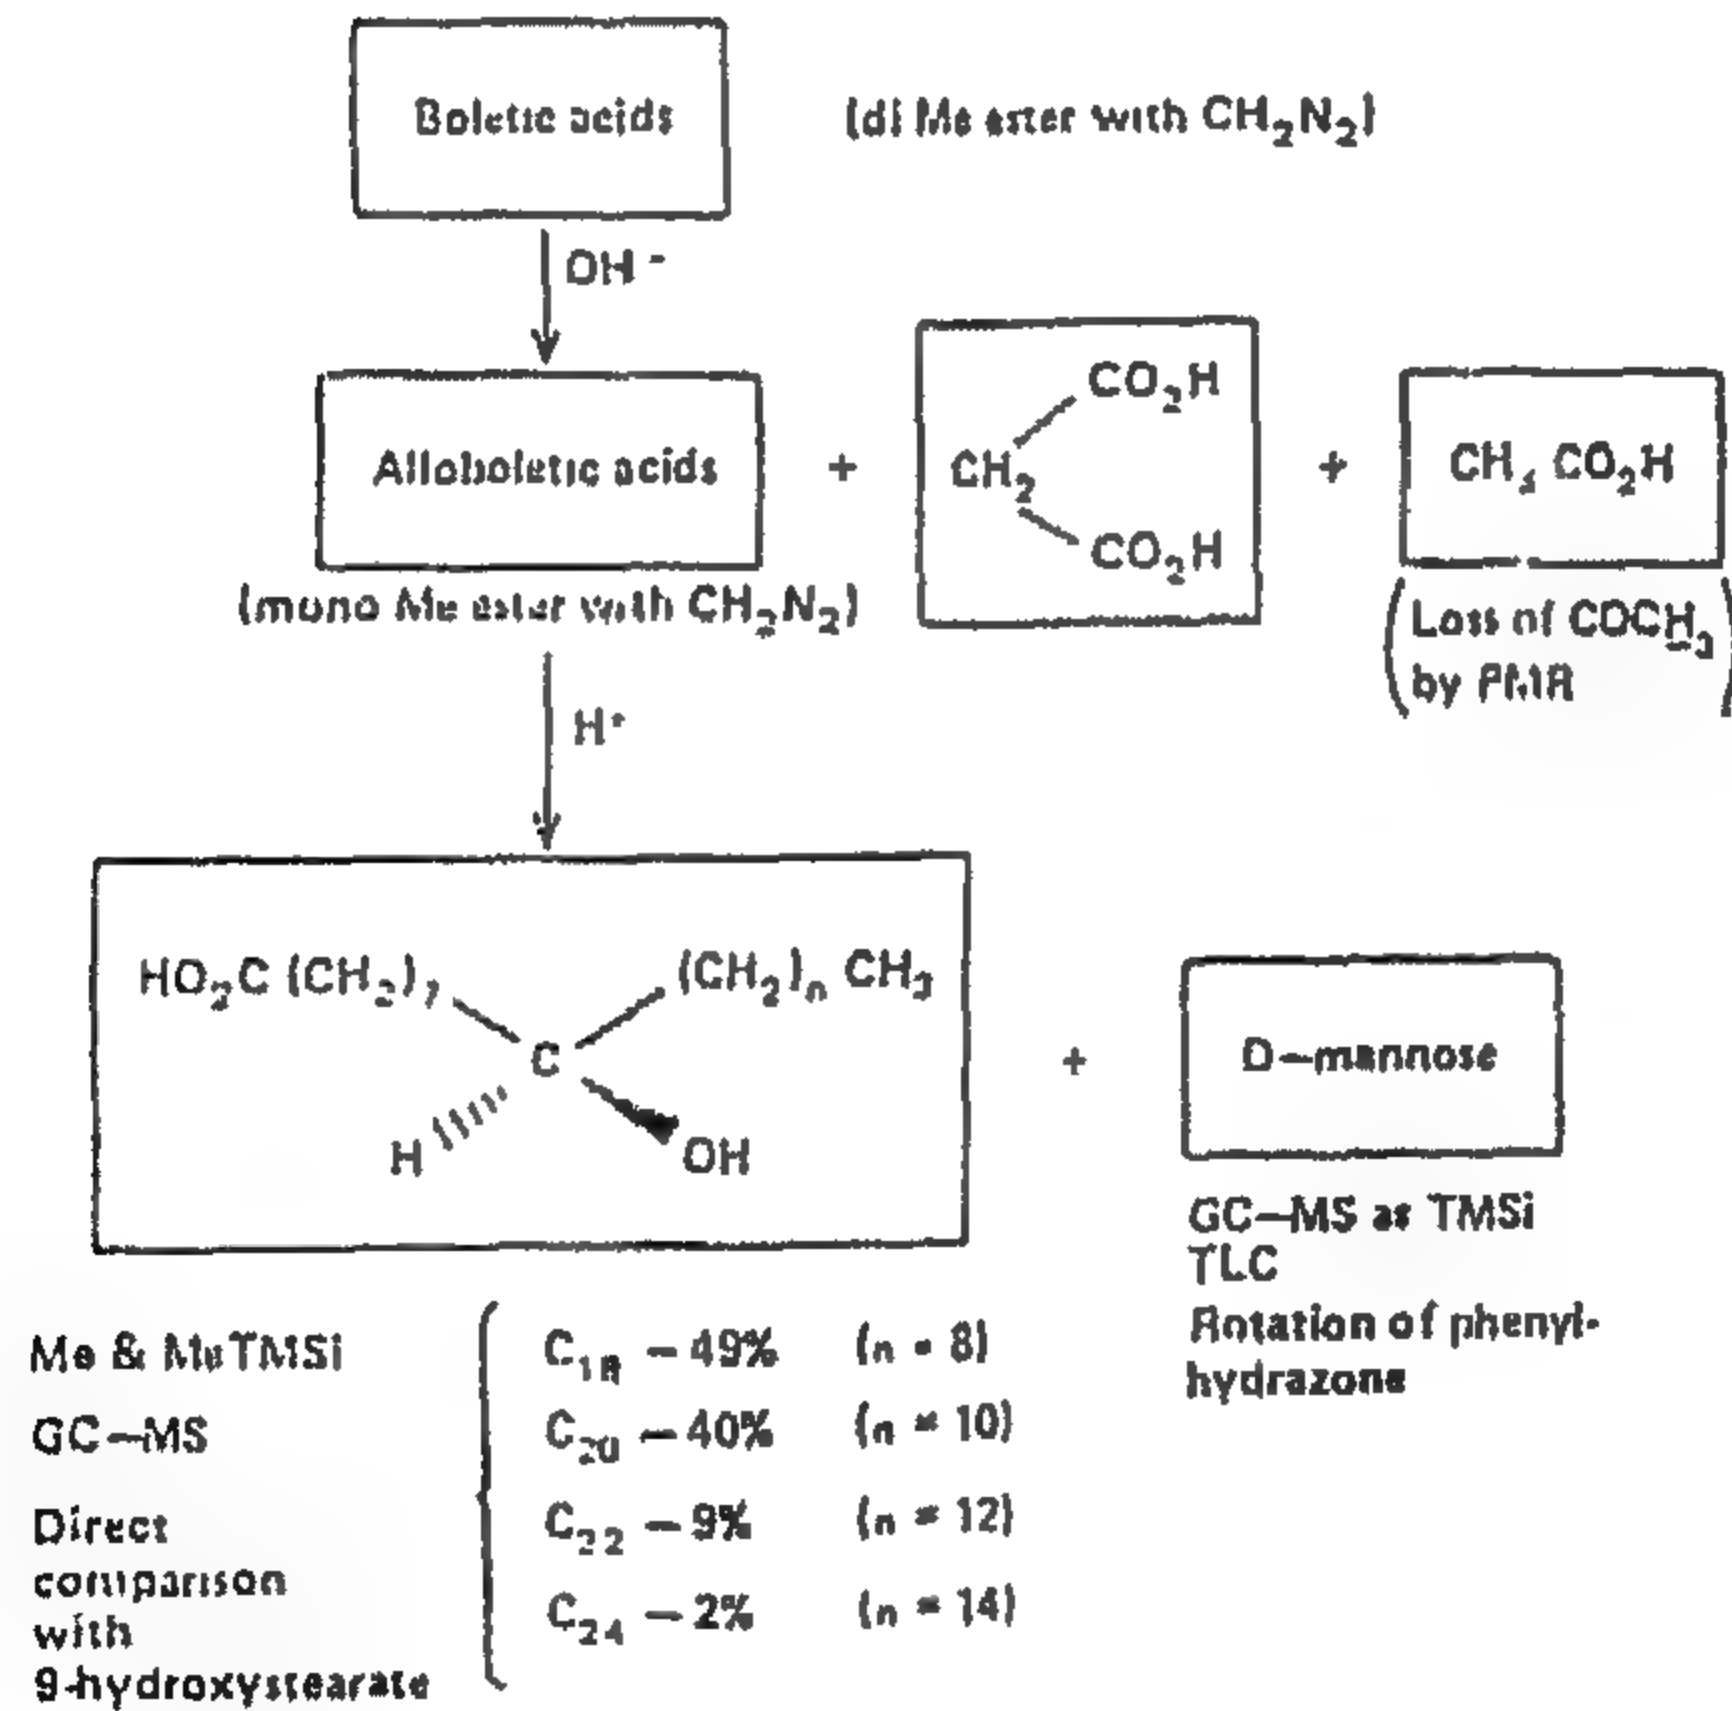 Boletic acids
(di Me ester with CH₂N₂)
OH⁻
Alloboletic acids
+
CO₂H
CH₂
CO₂H
+
CH₃ CO₂H
(mono Me ester with CH₂N₂)
(Loss of COCH₃
by PMR)
H⁺
HO₂C (CH₂)₇
(CH₂)ₙ CH₃
C
H
OH
+
D–mannose
GC–MS as TMSi
TLC
Rotation of phenyl-
hydrazone
Me & MeTMSi
GC–MS
Direct
comparison
with
9-hydroxystearate
C₁₈ – 49% (n = 8)
C₂₀ – 40% (n = 10)
C₂₂ – 9% (n = 12)
C₂₄ – 2% (n = 14)